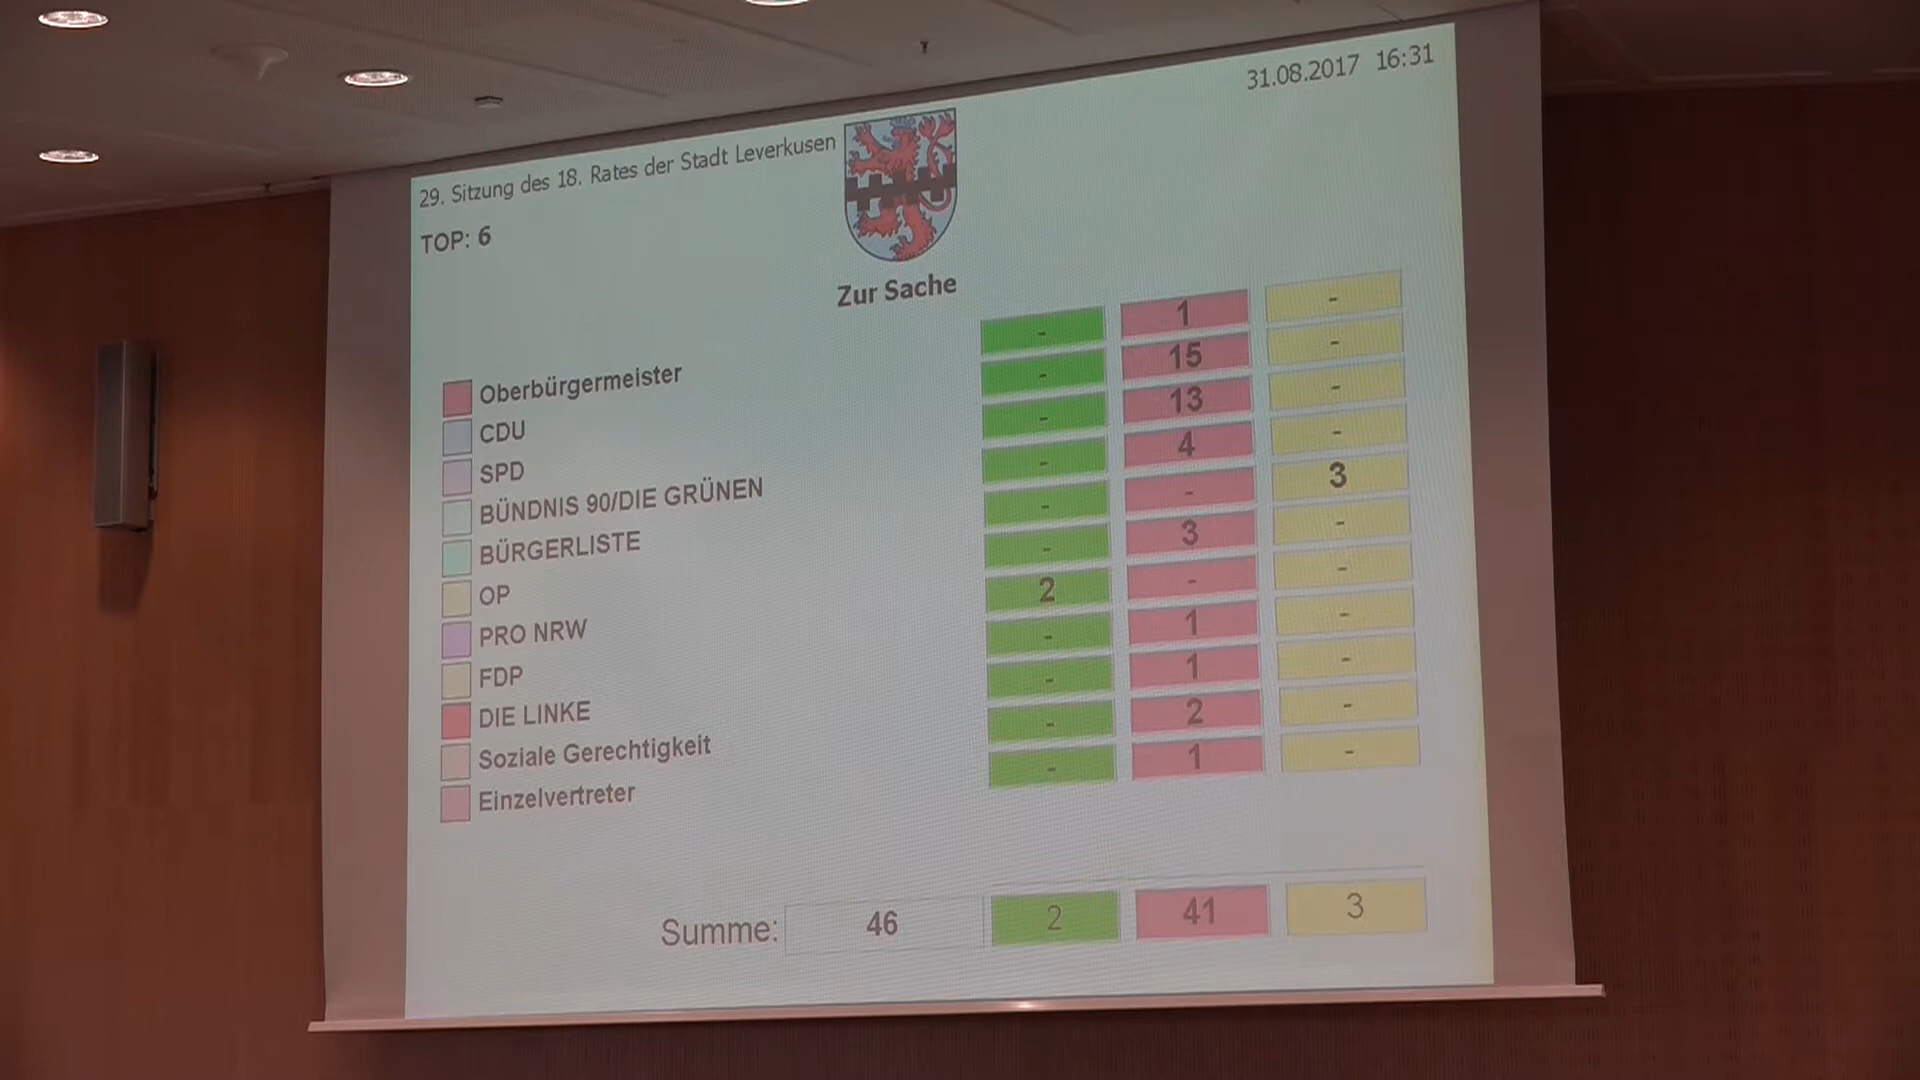 31.08.2017 16:31
29. Sitzung des 18. Rates der Stadt Leverkusen
TOP: 6
Zur Sache
Oberbürgermeister - 1 -
CDU - 15 -
SPD - 13 -
BÜNDNIS 90/DIE GRÜNEN - 4 -
BÜRGERLISTE - - 3
OP - 3 -
PRO NRW 2 - -
FDP - 1 -
DIE LINKE - 1 -
Soziale Gerechtigkeit - 2 -
Einzelvertreter - 1 -
Summe: 46 2 41 3